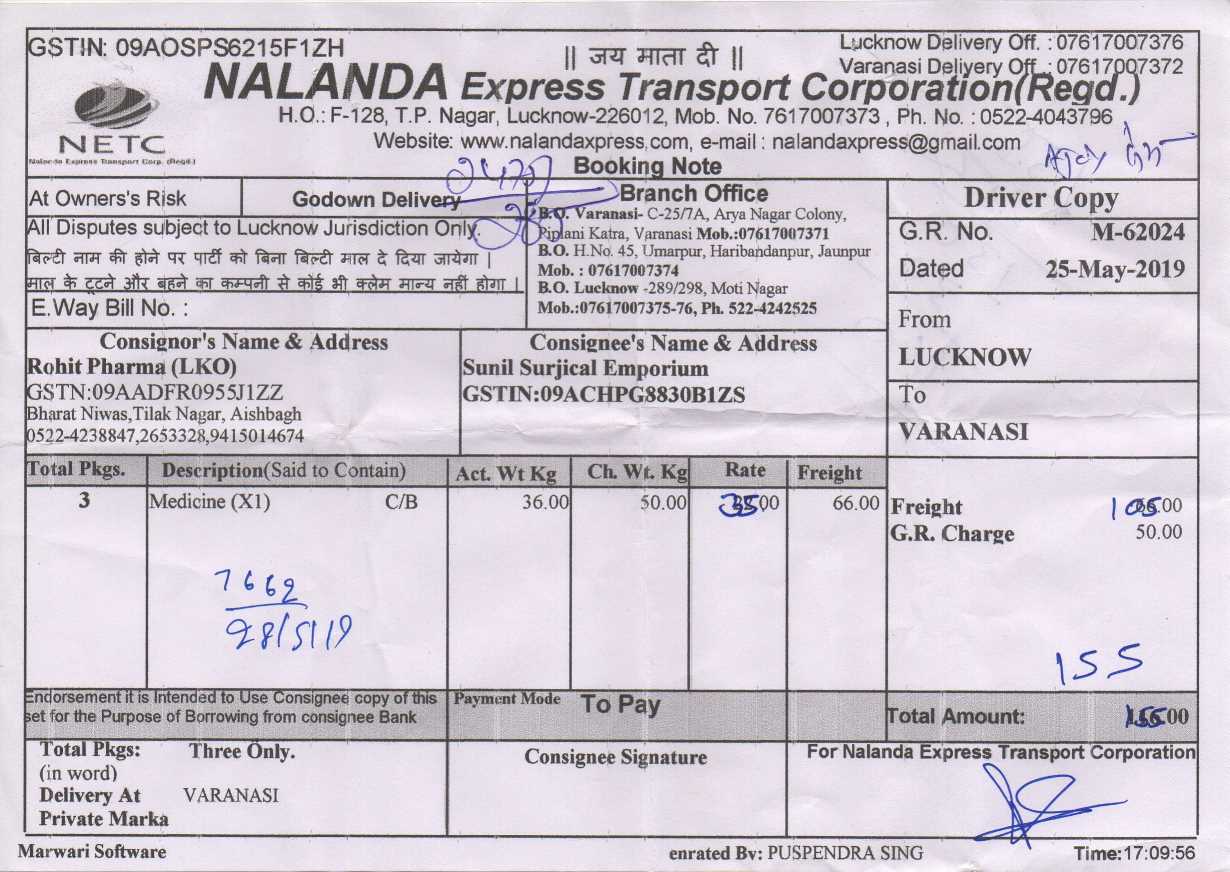 GSTIN: 09AOSPS6215F1ZH
|| जय माता दी ||
Lucknow Delivery Off. : 07617007376
Varanasi Delivery Off. : 07617007372
NALANDA Express Transport Corporation(Regd.)
NETC
Nalanda Express Transport Corp. (Regd.)
H.O.: F-128, T.P. Nagar, Lucknow-226012, Mob. No. 7617007373 , Ph. No. : 0522-4043796
Website: www.nalandaxpress,com, e-mail : nalandaxpress@gmail.com
Booking Note
At Owners's Risk
Godown Delivery
All Disputes subject to Lucknow Jurisdiction Only.
बिल्टी नाम की होने पर पार्टी को बिना बिल्टी माल दे दिया जायेगा |
माल के टूटने और बहने का कम्पनी से कोई भी क्लेम मान्य नहीं होगा |
E.Way Bill No. :
Branch Office
B.O. Varanasi- C-25/7A, Arya Nagar Colony,
Piplani Katra, Varanasi Mob.:07617007371
B.O. H.No. 45, Umarpur, Haribandanpur, Jaunpur
Mob. : 07617007374
B.O. Lucknow -289/298, Moti Nagar
Mob.:07617007375-76, Ph. 522-4242525
Driver Copy
G.R. No. M-62024
Dated 25-May-2019
From
LUCKNOW
To
VARANASI
Consignor's Name & Address
Rohit Pharma (LKO)
GSTN:09AADFR0955J1ZZ
Bharat Niwas,Tilak Nagar, Aishbagh
0522-4238847,2653328,9415014674
Consignee's Name & Address
Sunil Surjical Emporium
GSTIN:09ACHPG8830B1ZS
Total Pkgs. Description(Said to Contain) Act. Wt Kg Ch. Wt. Kg Rate Freight
3 Medicine (X1) C/B 36.00 50.00 35 66.00
Freight 105
G.R. Charge 50.00
7662
28/5/19
155
Endorsement it is Intended to Use Consignee copy of this
set for the Purpose of Borrowing from consignee Bank
Payment Mode To Pay
Total Amount: 155.00
Total Pkgs: Three Only.
(in word)
Delivery At VARANASI
Private Marka
Consignee Signature
For Nalanda Express Transport Corporation
Marwari Software
enrated By: PUSPENDRA SING
Time:17:09:56